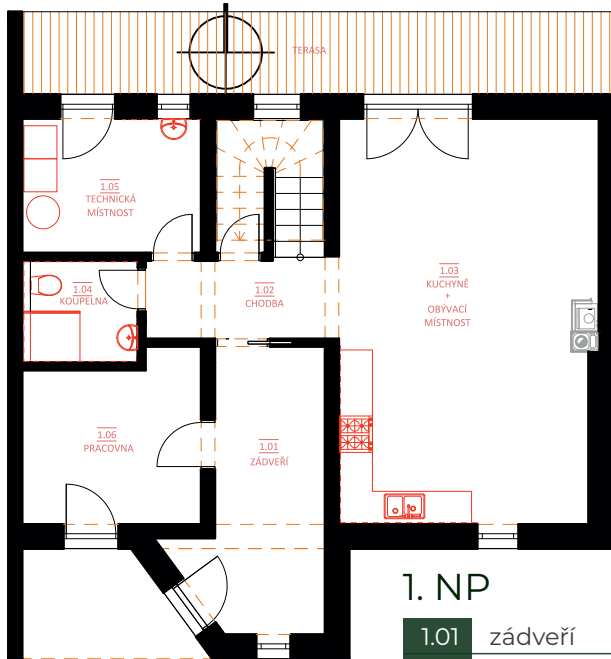 TERASA
1.05
TECHNICKÁ
MÍSTNOST
1.04
KOUPELNA
1.02
CHODBA
1.03
KUCHYNĚ
+
OBÝVACÍ
MÍSTNOST
1.06
PRACOVNA
1.01
ZÁDVEŘÍ
1. NP
1.01 zádveří